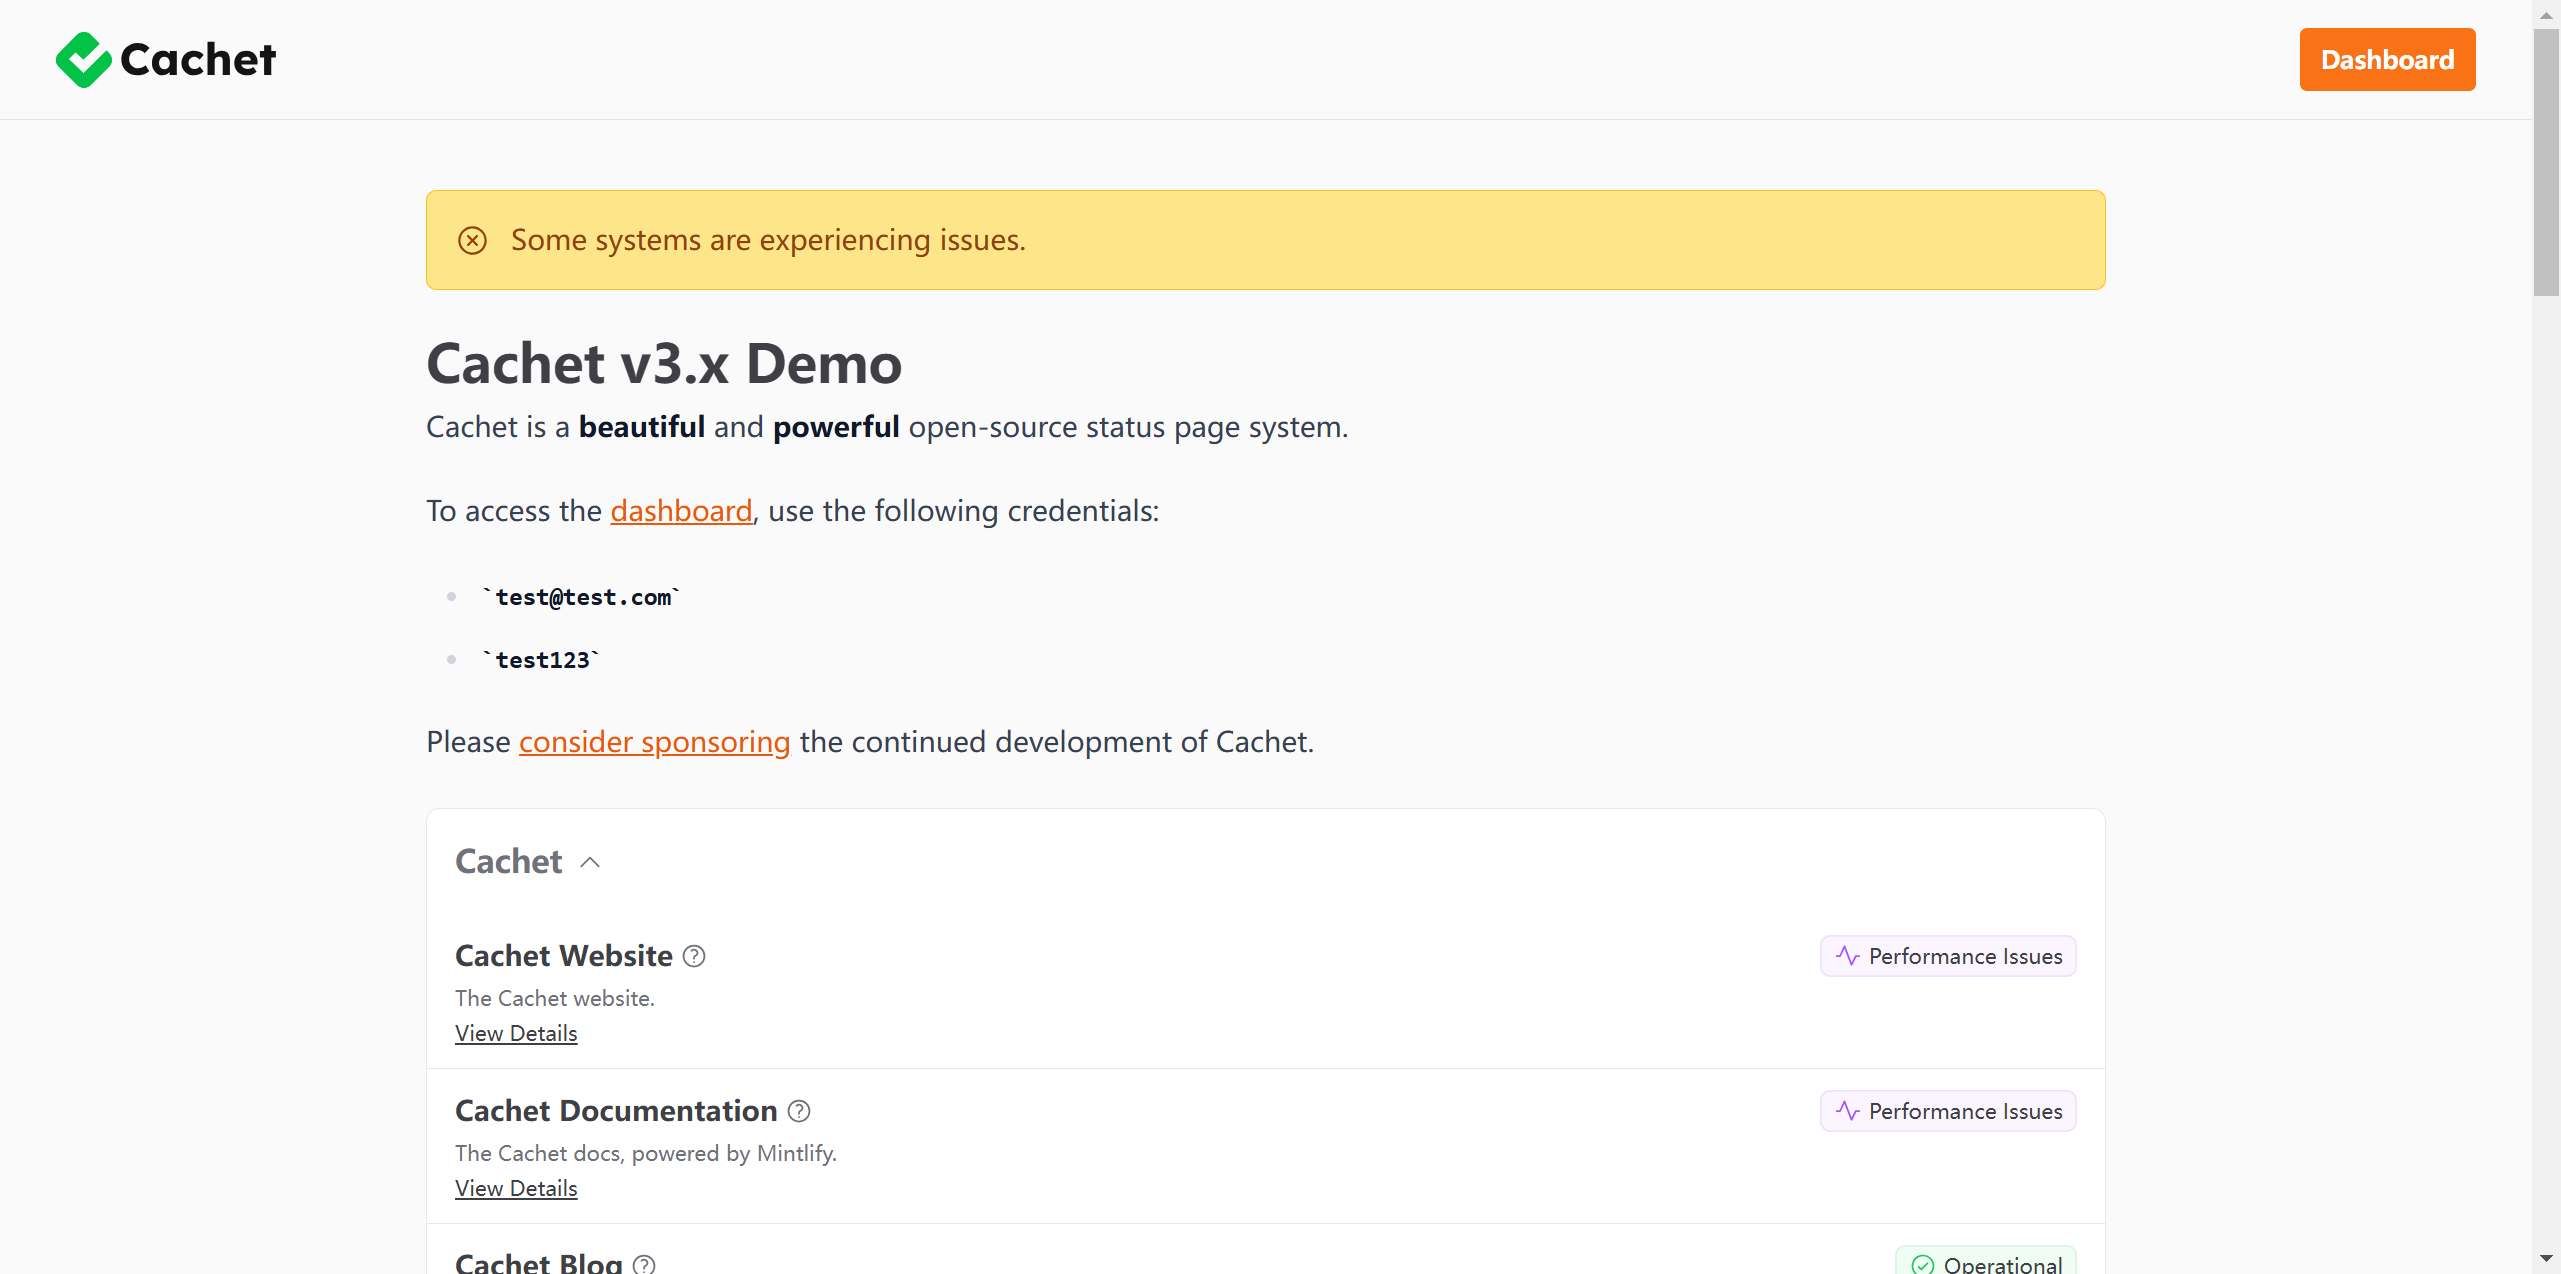 Cachet
Dashboard
Some systems are experiencing issues.
Cachet v3.x Demo
Cachet is a beautiful and powerful open-source status page system.
To access the dashboard, use the following credentials:
`test@test.com`
`test123`
Please consider sponsoring the continued development of Cachet.
Cachet
Cachet Website
Performance Issues
The Cachet website.
View Details
Cachet Documentation
Performance Issues
The Cachet docs, powered by Mintlify.
View Details
Cachet Blog
Operational